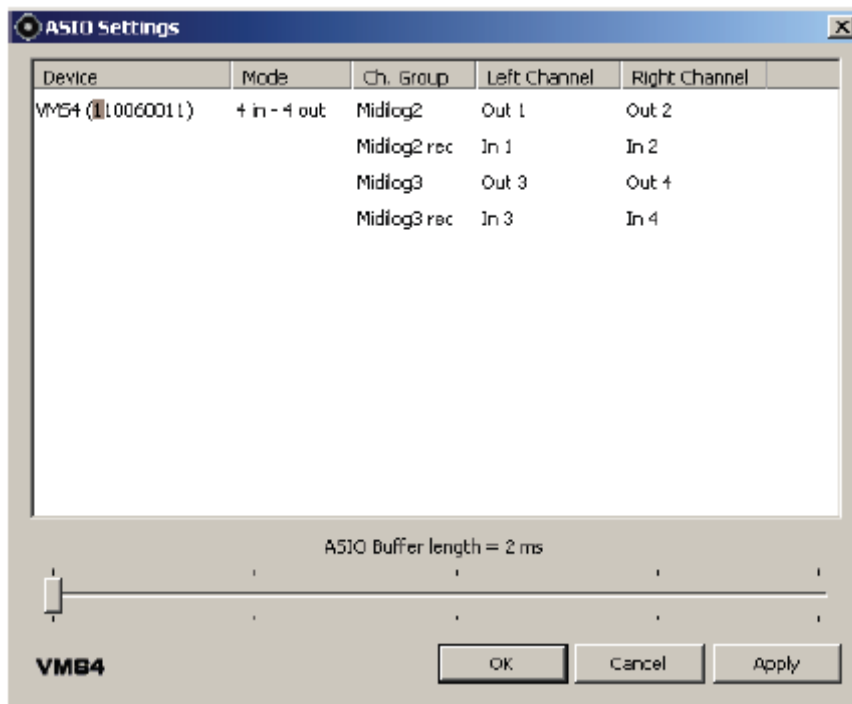 ASIO Settings
Device Mode Ch. Group Left Channel Right Channel
VMS4 (110060011) 4 in - 4 out Midilog2 Out 1 Out 2
Midilog2 rec In 1 In 2
Midilog3 Out 3 Out 4
Midilog3 rec In 3 In 4
ASIO Buffer length = 2 ms
VMS4 OK Cancel Apply